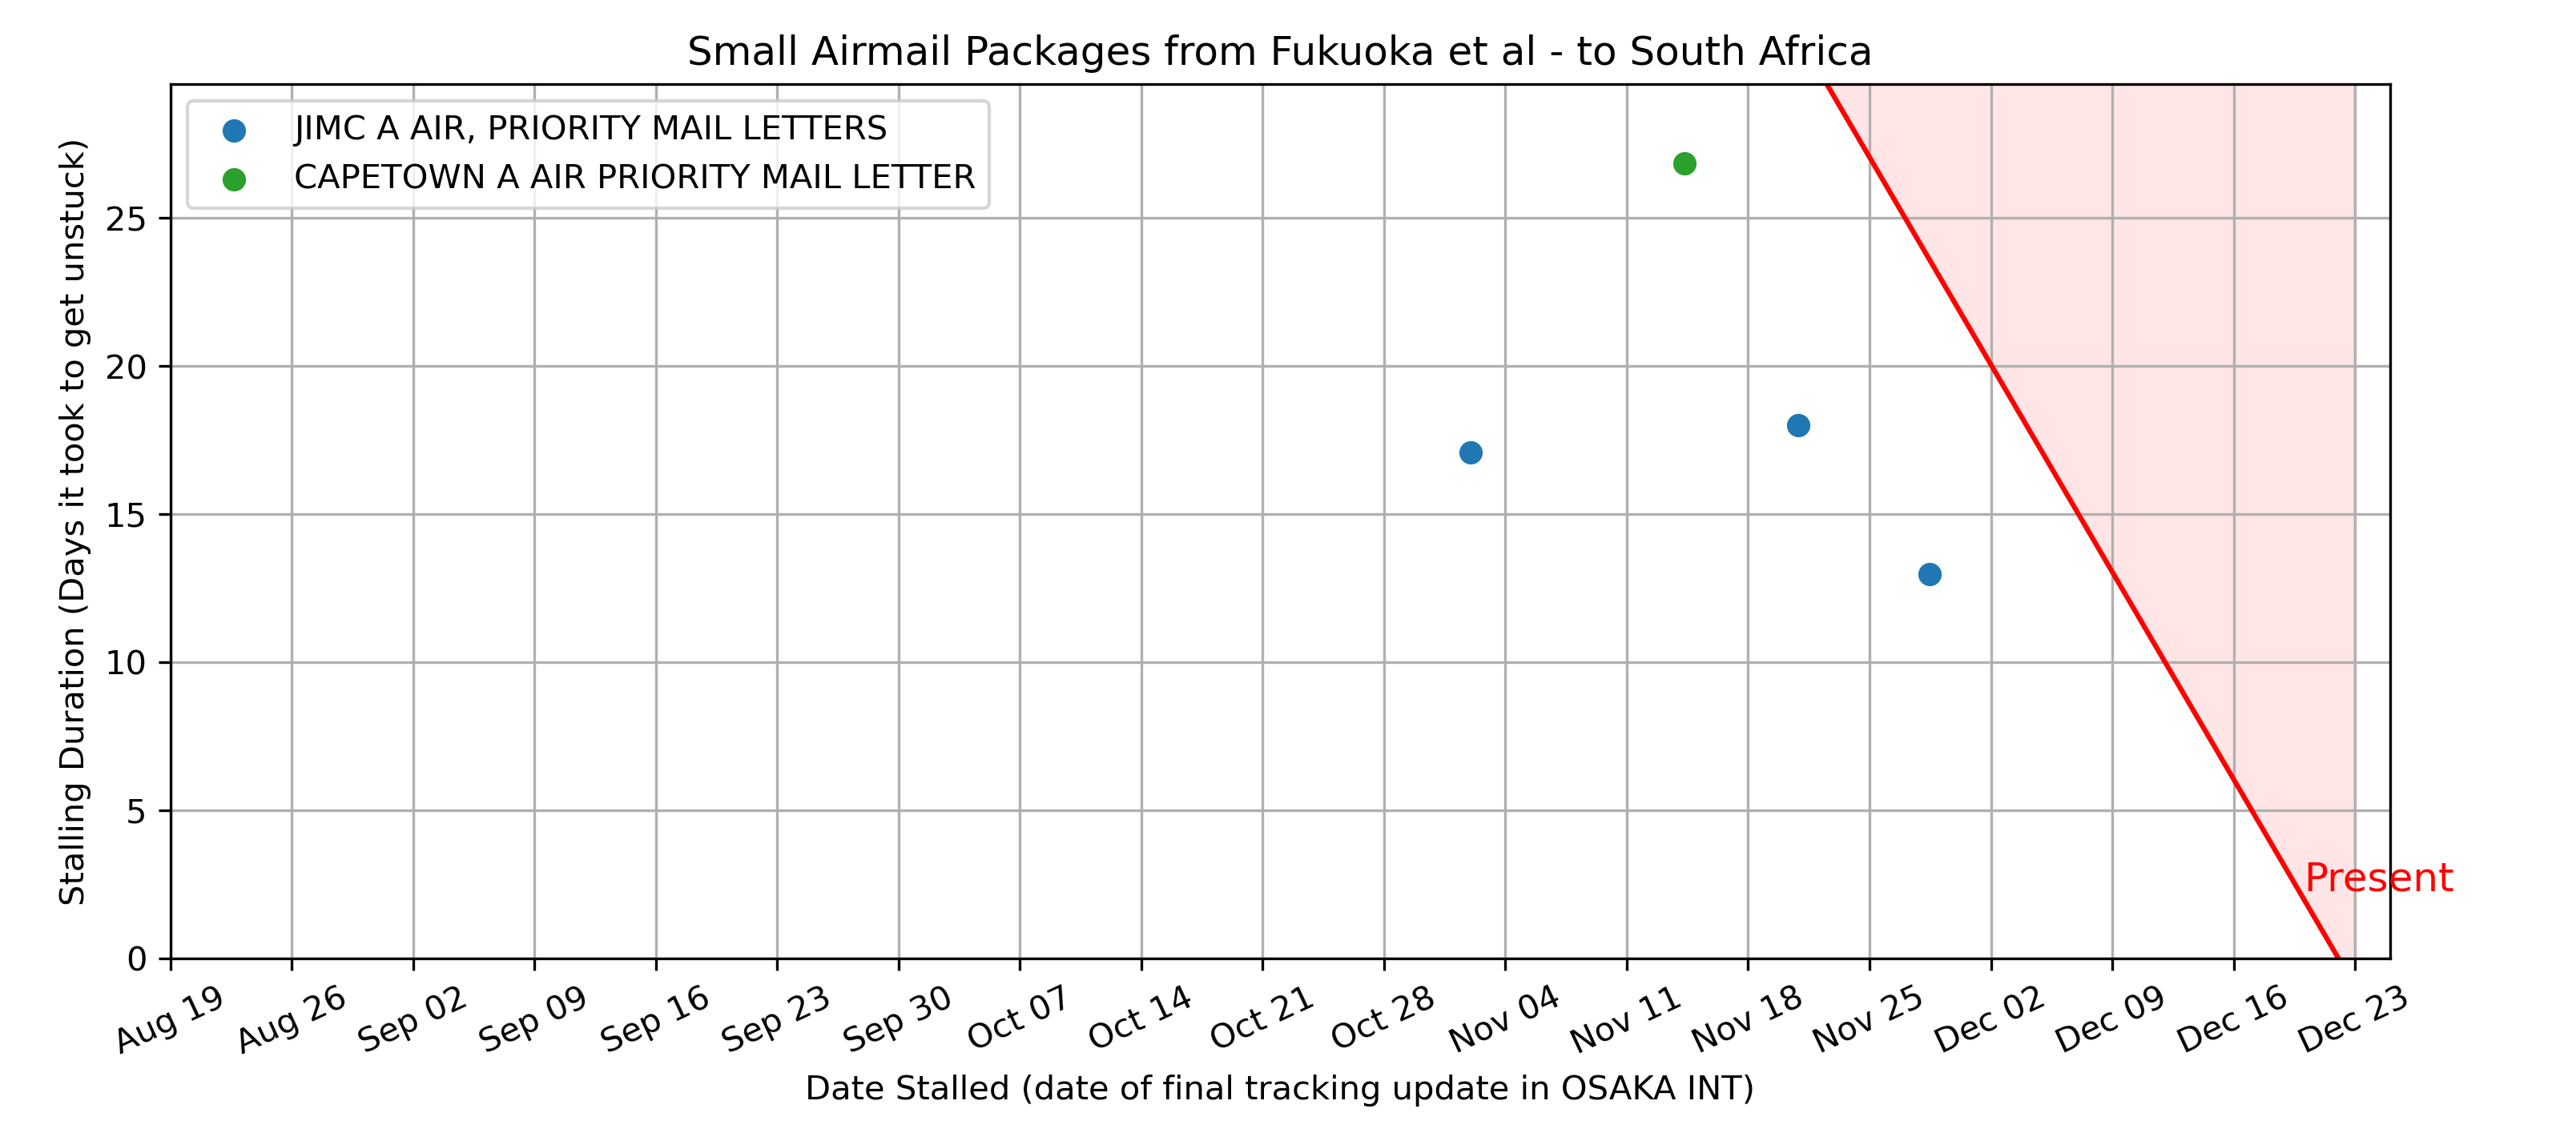 Small Airmail Packages from Fukuoka et al - to South Africa
JIMC A AIR, PRIORITY MAIL LETTERS
CAPETOWN A AIR PRIORITY MAIL LETTER
Stalling Duration (Days it took to get unstuck)
25
20
15
10
5
0
Present
Aug 19
Aug 26
Sep 02
Sep 09
Sep 16
Sep 23
Sep 30
Oct 07
Oct 14
Oct 21
Oct 28
Nov 04
Nov 11
Nov 18
Nov 25
Dec 02
Dec 09
Dec 16
Dec 23
Date Stalled (date of final tracking update in OSAKA INT)